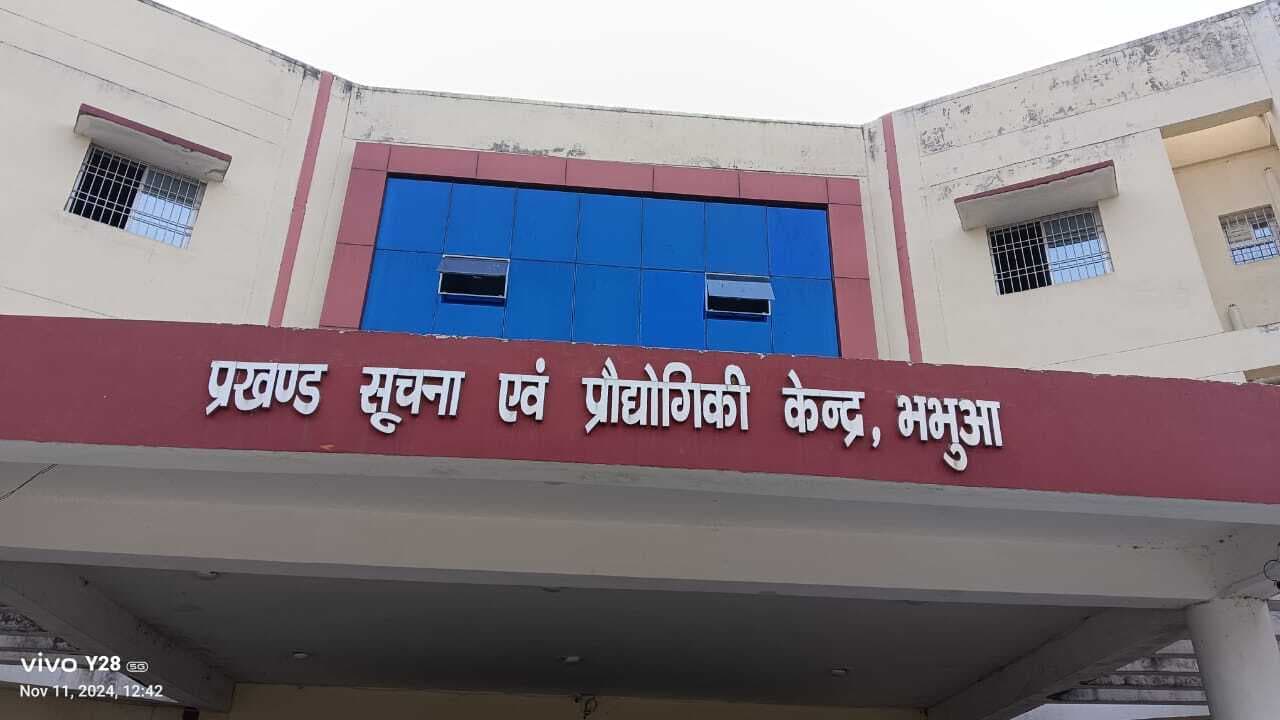 प्रखण्ड सूचना एवं प्रौद्योगिकी केन्द्र, भभुआ
vivo Y28 5G
Nov 11, 2024, 12:42